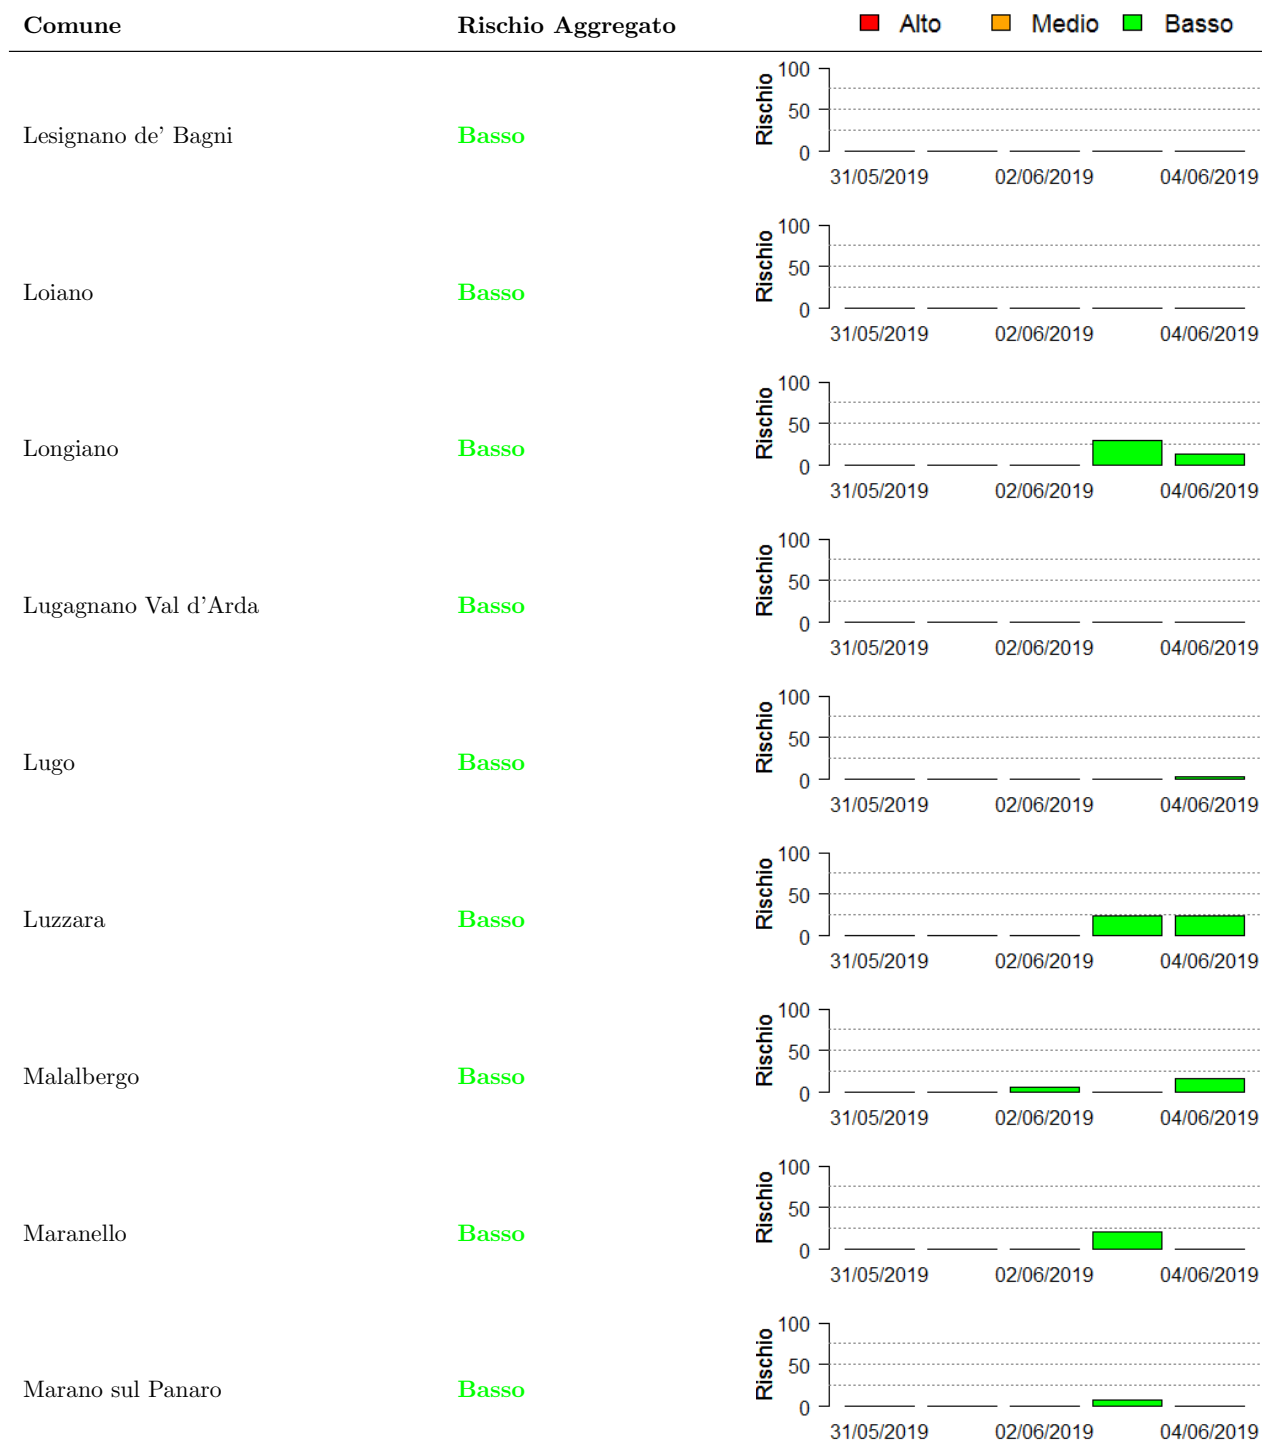 Comune Rischio Aggregato Alto Medio Basso
Lesignano de' Bagni Basso Rischio 100 50 0
31/05/2019 02/06/2019 04/06/2019
Loiano Basso Rischio 100 50 0
31/05/2019 02/06/2019 04/06/2019
Longiano Basso Rischio 100 50 0
31/05/2019 02/06/2019 04/06/2019
Lugagnano Val d'Arda Basso Rischio 100 50 0
31/05/2019 02/06/2019 04/06/2019
Lugo Basso Rischio 100 50 0
31/05/2019 02/06/2019 04/06/2019
Luzzara Basso Rischio 100 50 0
31/05/2019 02/06/2019 04/06/2019
Malalbergo Basso Rischio 100 50 0
31/05/2019 02/06/2019 04/06/2019
Maranello Basso Rischio 100 50 0
31/05/2019 02/06/2019 04/06/2019
Marano sul Panaro Basso Rischio 100 50 0
31/05/2019 02/06/2019 04/06/2019